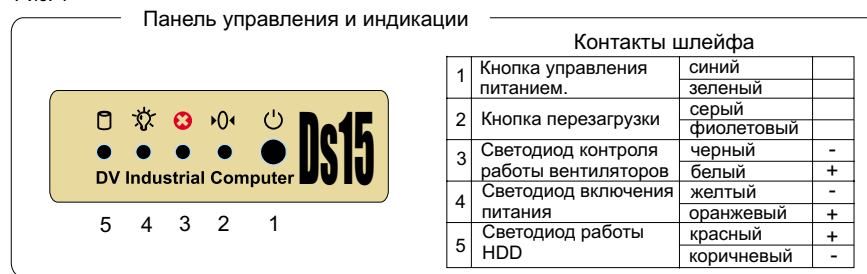 Панель управления и индикации
Ds15
DV Industrial Computer
5 4 3 2 1
Контакты шлейфа
1 Кнопка управления питанием. синий
зеленый
2 Кнопка перезагрузки серый
фиолетовый
3 Светодиод контроля работы вентиляторов черный -
белый +
4 Светодиод включения питания желтый -
оранжевый +
5 Светодиод работы HDD красный +
коричневый -